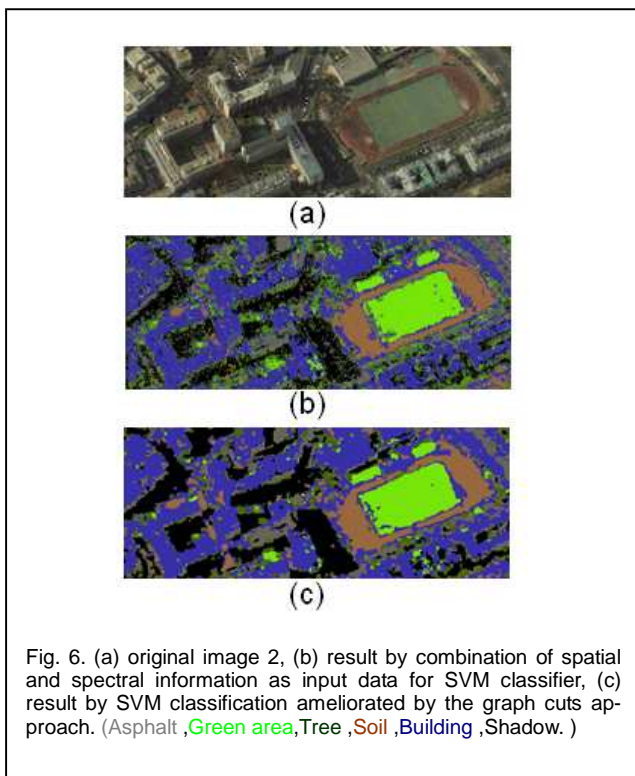 (a)
(b)
(c)
Fig. 6. (a) original image 2, (b) result by combination of spatial
and spectral information as input data for SVM classifier, (c)
result by SVM classification ameliorated by the graph cuts ap-
proach. (Asphalt ,Green area,Tree ,Soil ,Building ,Shadow. )